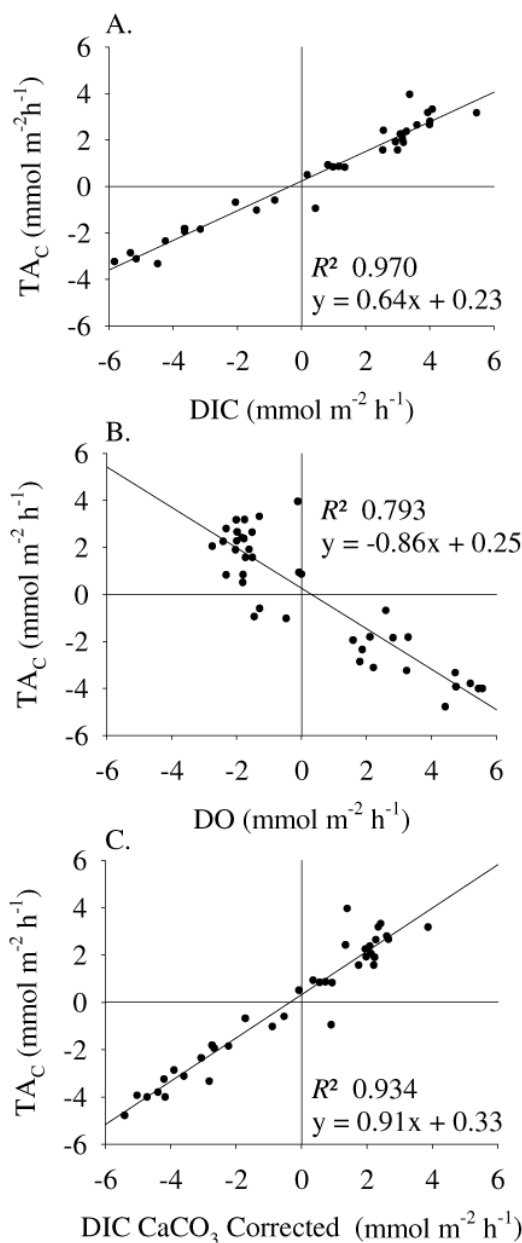 A.
6
4
2
0
-2
-4
-6
TA_C (mmol m⁻²h⁻¹)
R² 0.970
y = 0.64x + 0.23
-6 -4 -2 0 2 4 6
DIC (mmol m⁻² h⁻¹)
B.
6
4
2
0
-2
-4
-6
TA_C (mmol m⁻² h⁻¹)
R² 0.793
y = -0.86x + 0.25
-6 -4 -2 0 2 4 6
DO (mmol m⁻² h⁻¹)
C.
6
4
2
0
-2
-4
-6
TA_C (mmol m⁻² h⁻¹)
R² 0.934
y = 0.91x + 0.33
-6 -4 -2 0 2 4 6
DIC CaCO₃ Corrected (mmol m⁻² h⁻¹)